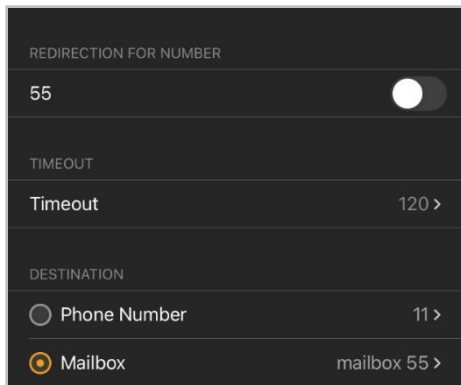 REDIRECTION FOR NUMBER
55
TIMEOUT
Timeout 120 >
DESTINATION
Phone Number 11 >
Mailbox mailbox 55 >